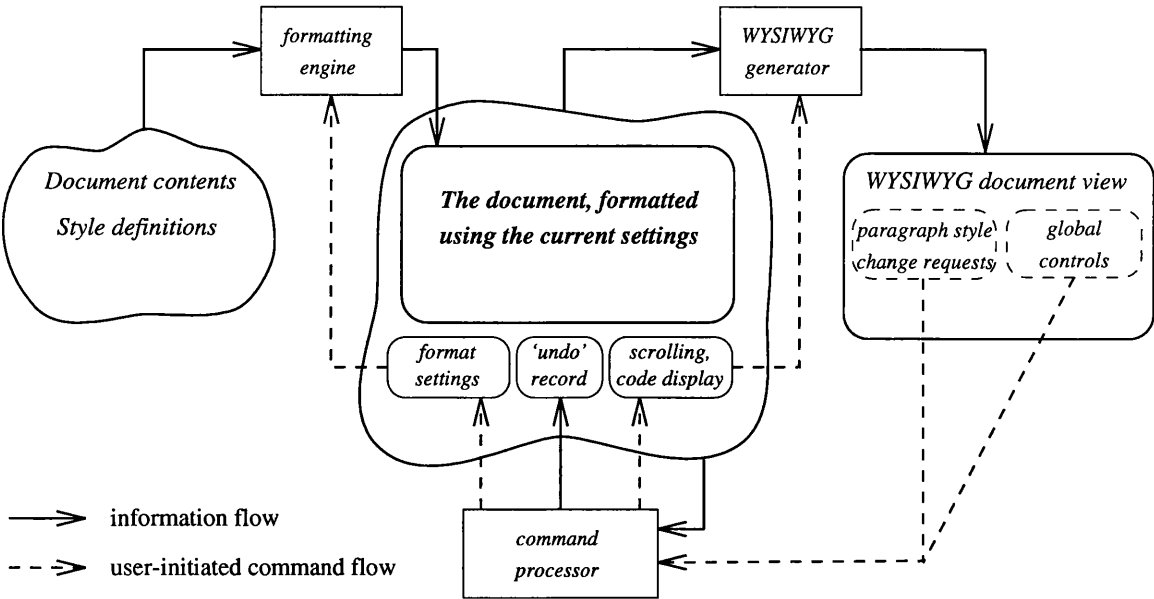 formatting
engine
WYSIWYG
generator
Document contents
Style definitions
The document, formatted
using the current settings
WYSIWYG document view
paragraph style
change requests
global
controls
format
settings
‘undo’
record
scrolling,
code display
information flow
user-initiated command flow
command
processor